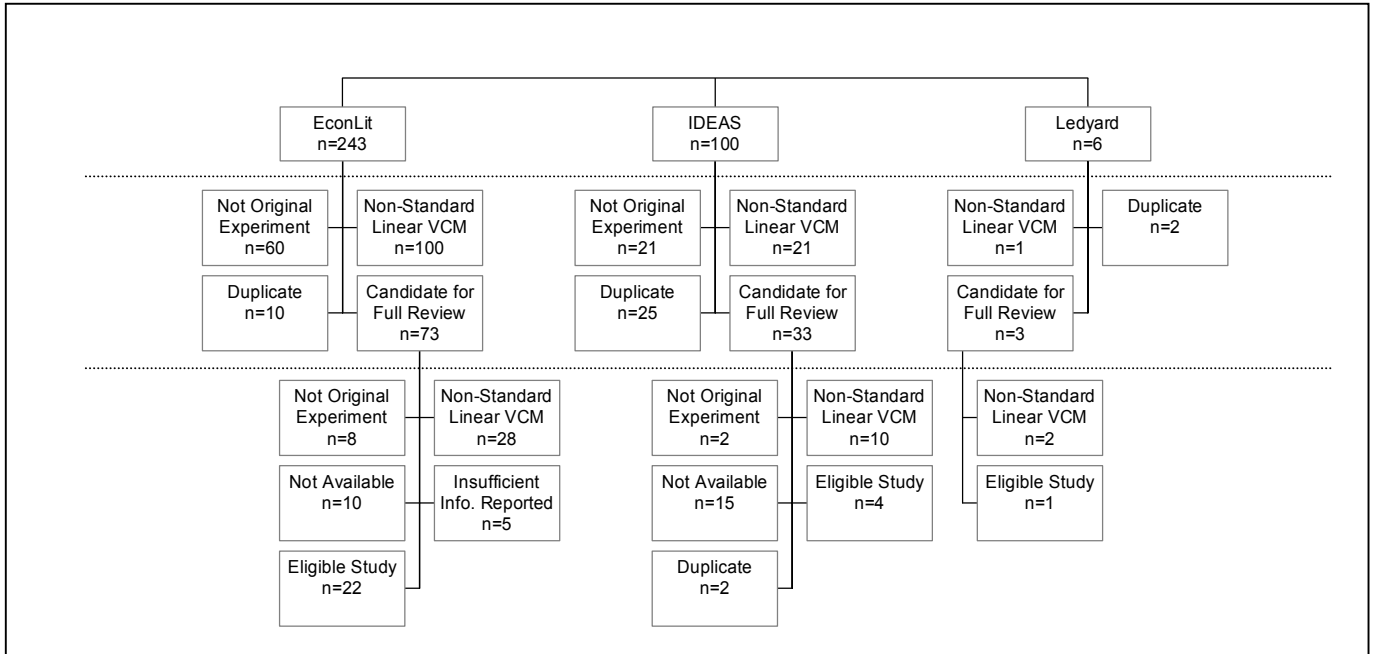 EconLit
n=243
IDEAS
n=100
Ledyard
n=6
Not Original
Experiment
n=60
Non-Standard
Linear VCM
n=100
Not Original
Experiment
n=21
Non-Standard
Linear VCM
n=21
Non-Standard
Linear VCM
n=1
Duplicate
n=2
Duplicate
n=10
Candidate for
Full Review
n=73
Duplicate
n=25
Candidate for
Full Review
n=33
Candidate for
Full Review
n=3
Not Original
Experiment
n=8
Non-Standard
Linear VCM
n=28
Not Original
Experiment
n=2
Non-Standard
Linear VCM
n=10
Non-Standard
Linear VCM
n=2
Not Available
n=10
Insufficient
Info. Reported
n=5
Not Available
n=15
Eligible Study
n=4
Eligible Study
n=1
Eligible Study
n=22
Duplicate
n=2